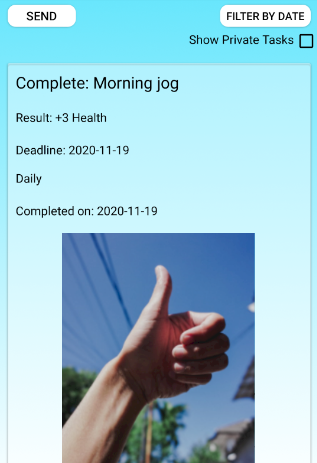 SEND
FILTER BY DATE
Show Private Tasks
Complete: Morning jog
Result: +3 Health
Deadline: 2020-11-19
Daily
Completed on: 2020-11-19